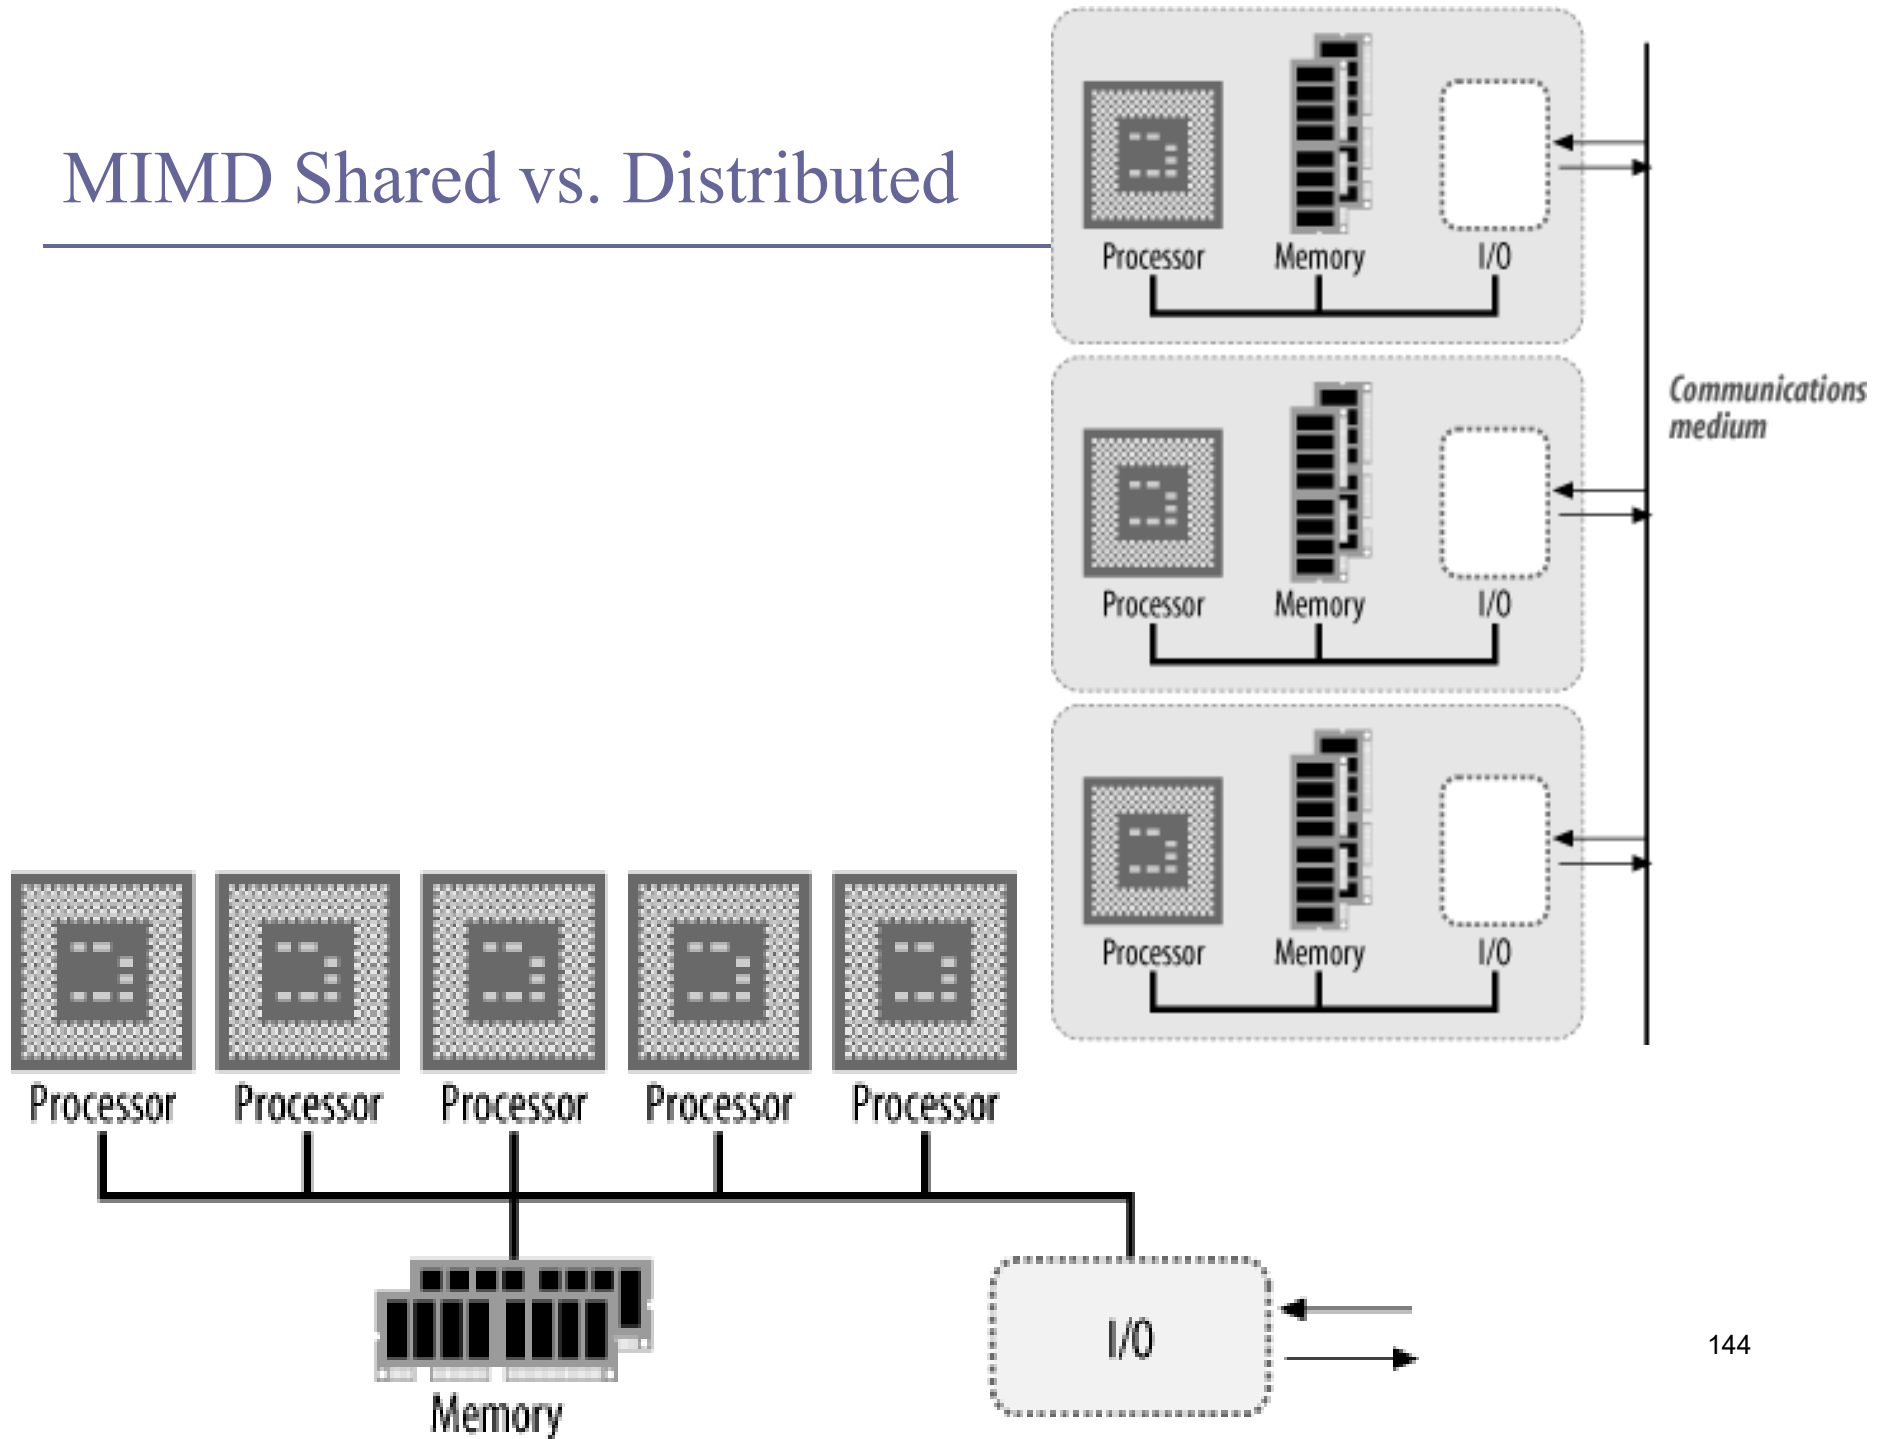 MIMD Shared vs. Distributed
Processor Memory I/O
Communications
medium
Processor Memory I/O
Processor Memory I/O
Processor Processor Processor Processor Processor
I/O
Memory
144